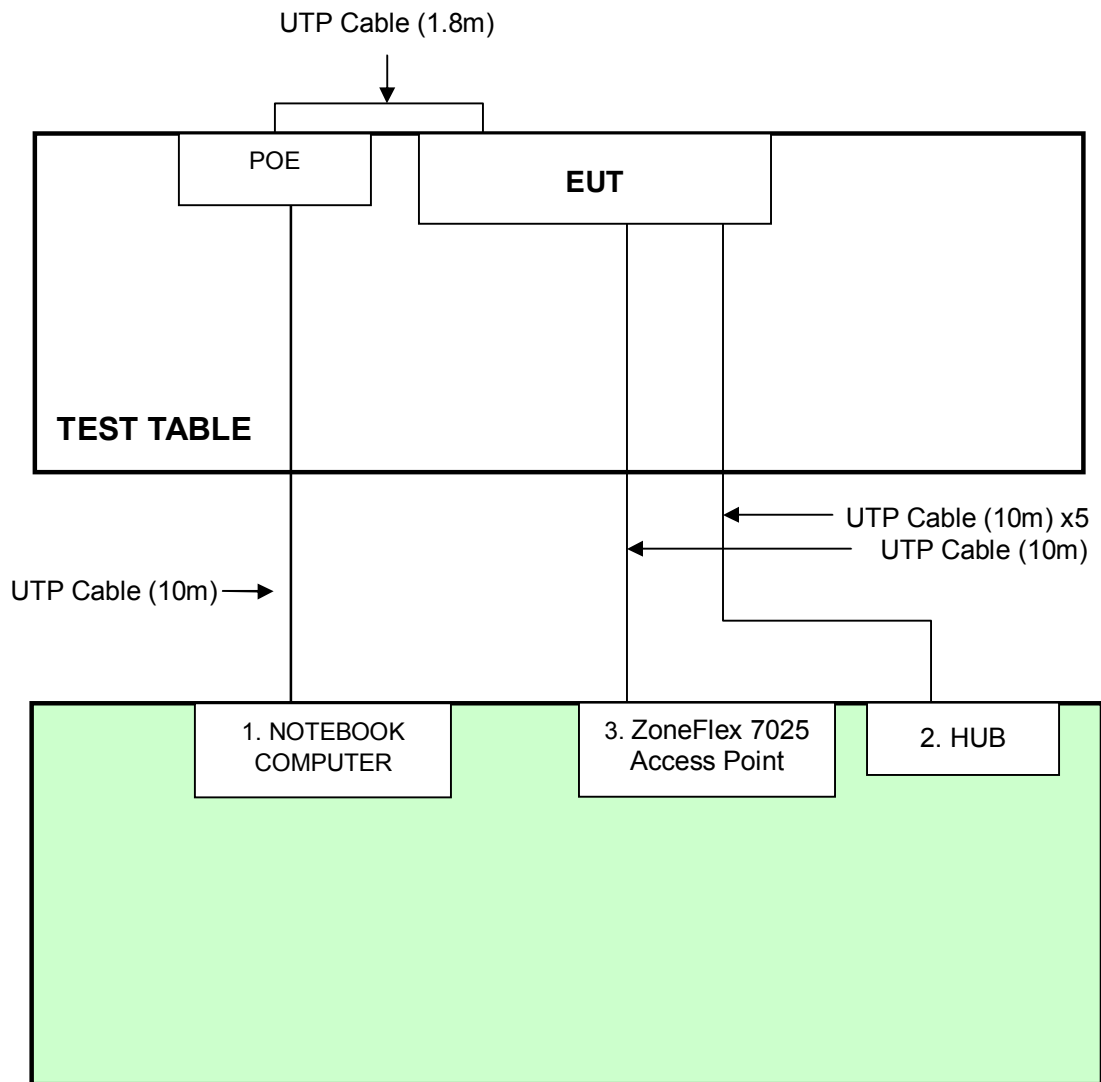 UTP Cable (1.8m)
POE
EUT
TEST TABLE
UTP Cable (10m) x5
UTP Cable (10m)
UTP Cable (10m)
1. NOTEBOOK
COMPUTER
3. ZoneFlex 7025
Access Point
2. HUB